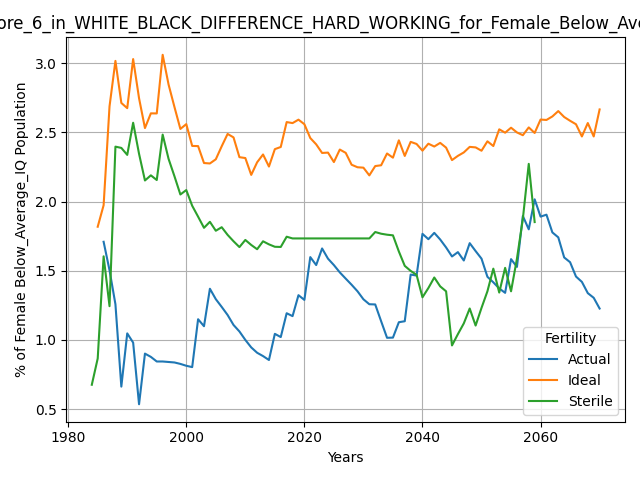 ore_6_in_WHITE_BLACK_DIFFERENCE_HARD_WORKING_for_Female_Below_Ave
% of Female Below_Average_IQ Population
3.0
2.5
2.0
1.5
1.0
0.5
1980
2000
2020
2040
2060
Years
Fertility
Actual
Ideal
Sterile